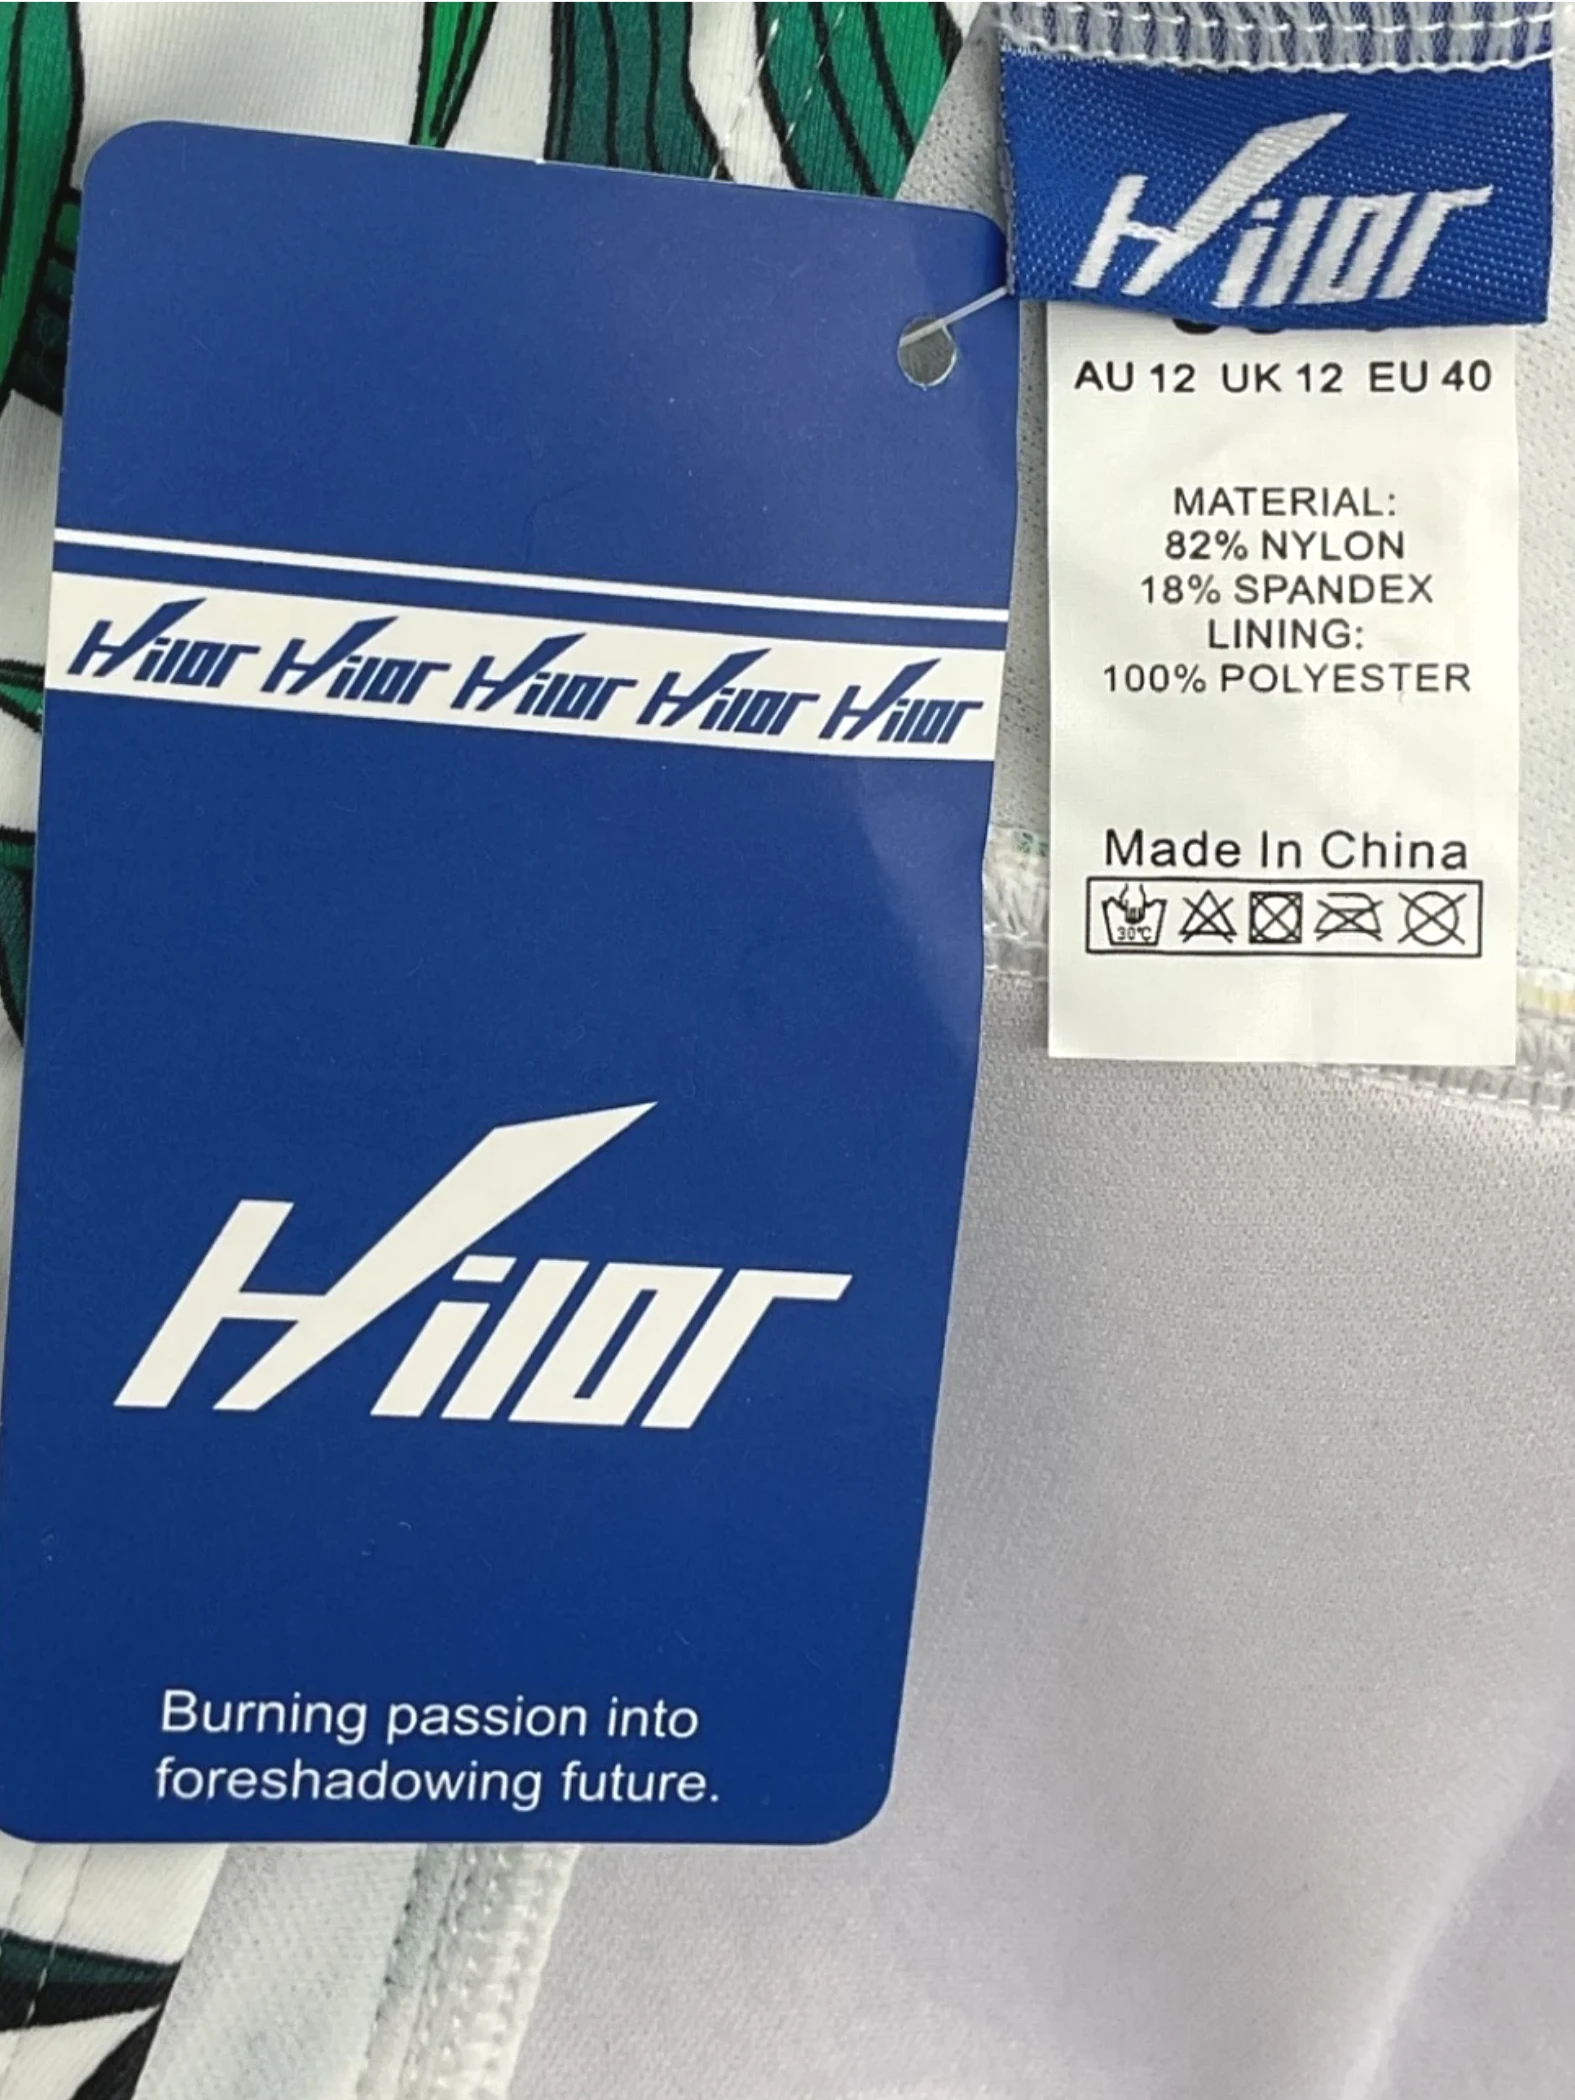 Hilor
AU 12 UK 12 EU 40
MATERIAL:
82% NYLON
18% SPANDEX
LINING:
100% POLYESTER
Made In China
30℃
Hilor Hilor Hilor Hilor Hilor
Hilor
Burning passion into
foreshadowing future.